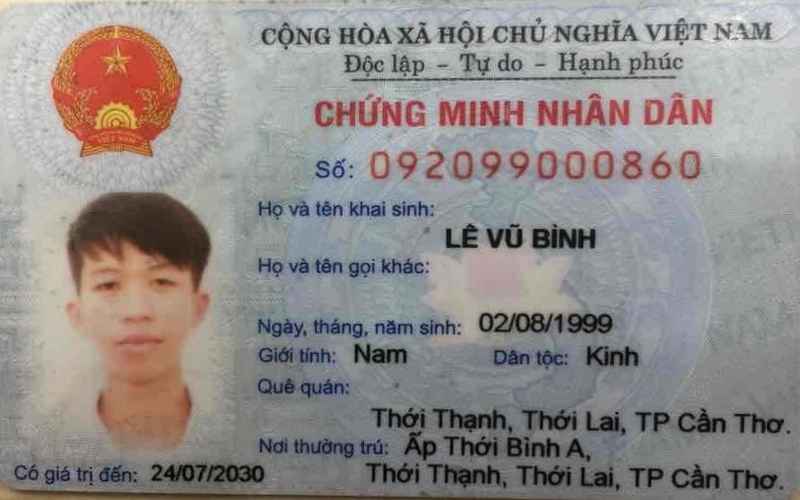 CỘNG HÒA XÃ HỘI CHỦ NGHĨA VIỆT NAM
Độc lập – Tự do – Hạnh phúc
CHỨNG MINH NHÂN DÂN
Số: 092099000860
Họ và tên khai sinh:
LÊ VŨ BÌNH
Họ và tên gọi khác:
Ngày, tháng, năm sinh: 02/08/1999
Giới tính: Nam Dân tộc: Kinh
Quê quán:
Thới Thạnh, Thới Lai, TP Cần Thơ.
Nơi thường trú: Ấp Thới Bình A,
Thới Thạnh, Thới Lai, TP Cần Thơ.
Có giá trị đến: 24/07/2030
VIỆT NAM